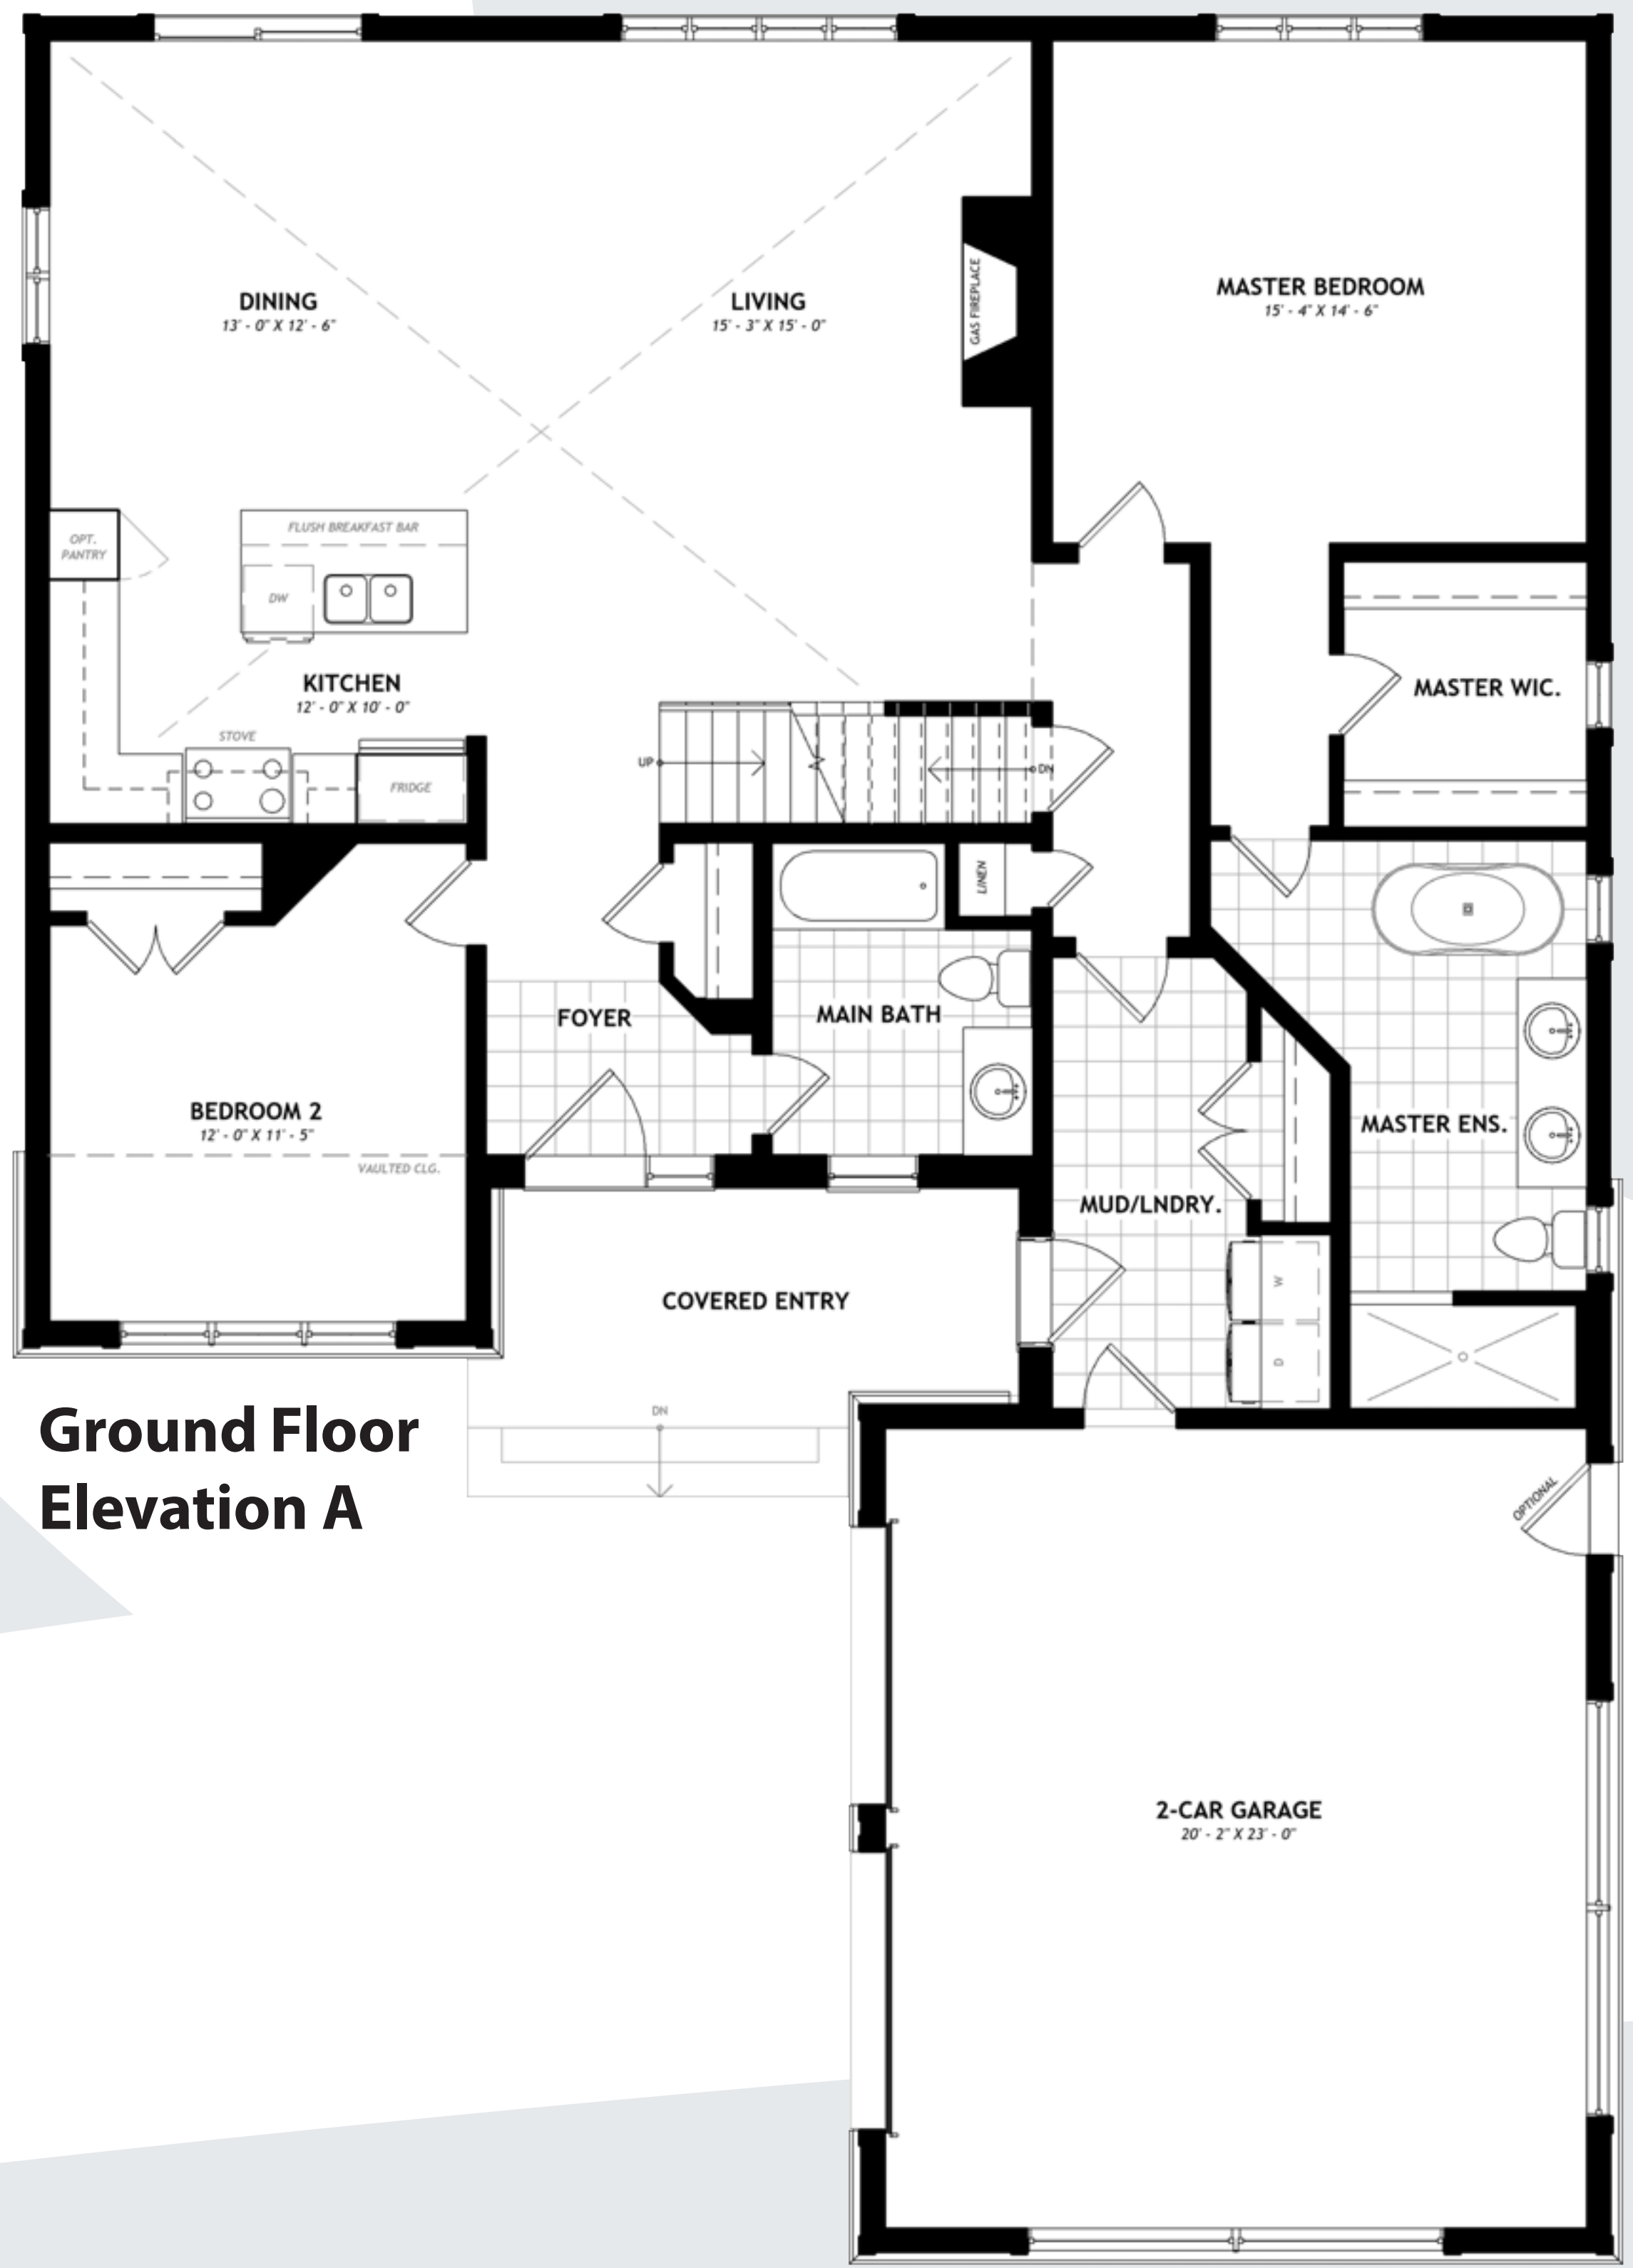 DINING
13' - 0" X 12' - 6"
LIVING
15' - 3" X 15' - 0"
GAS FIREPLACE
MASTER BEDROOM
15' - 4" X 14' - 6"
OPT.
PANTRY
FLUSH BREAKFAST BAR
DW
KITCHEN
12' - 0" X 10' - 0"
STOVE
FRIDGE
UP
DN
MASTER WIC.
LINEN
FOYER
MAIN BATH
BEDROOM 2
12' - 0" X 11' - 5"
VAULTED CLG.
MASTER ENS.
MUD/LNDRY.
W
D
COVERED ENTRY
DN
Ground Floor
Elevation A
OPTIONAL
2-CAR GARAGE
20' - 2" X 23' - 0"